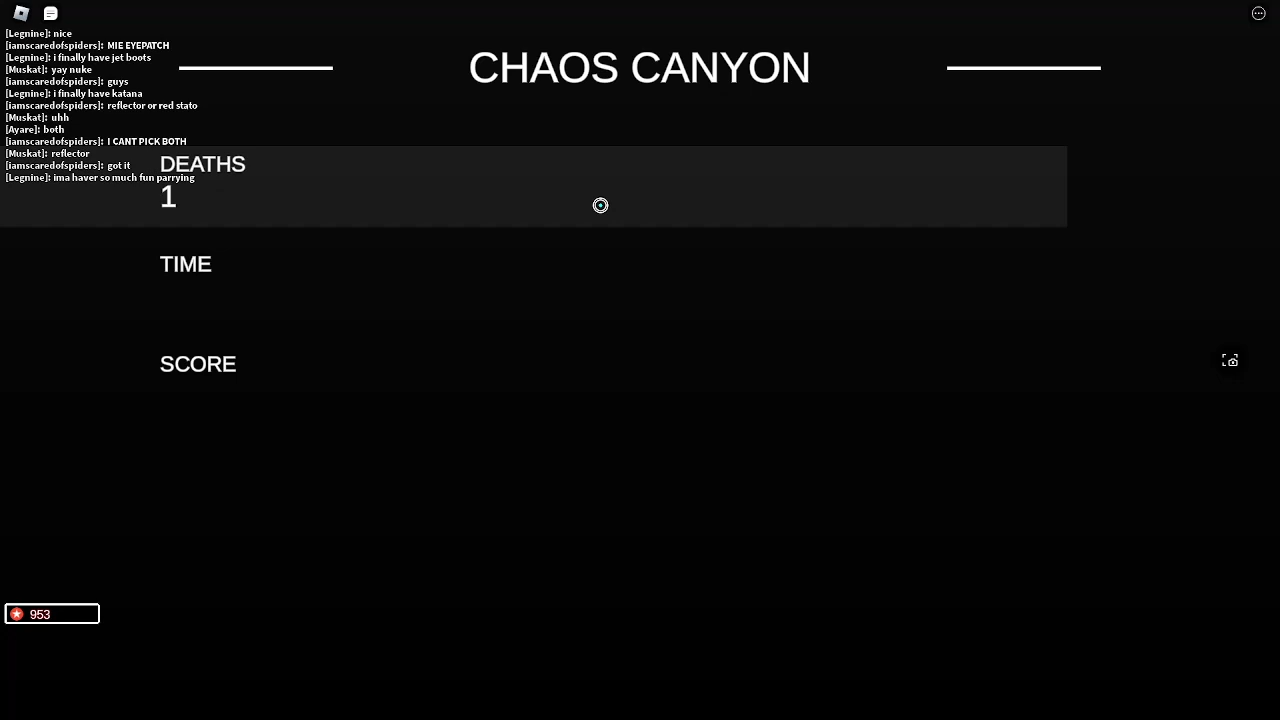 [Legnine]: nice
[iamscaredofspiders]: MIE EYEPATCH
[Legnine]: i finally have jet boots
[Muskat]: yay nuke
[iamscaredofspiders]: guys
[Legnine]: i finally have katana
[iamscaredofspiders]: reflector or red stato
[Muskat]: uhh
[Ayare]: both
[iamscaredofspiders]: I CANT PICK BOTH
[Muskat]: reflector
[iamscaredofspiders]: got it
[Legnine]: ima haver so much fun parrying
CHAOS CANYON
DEATHS
1
TIME
SCORE
953